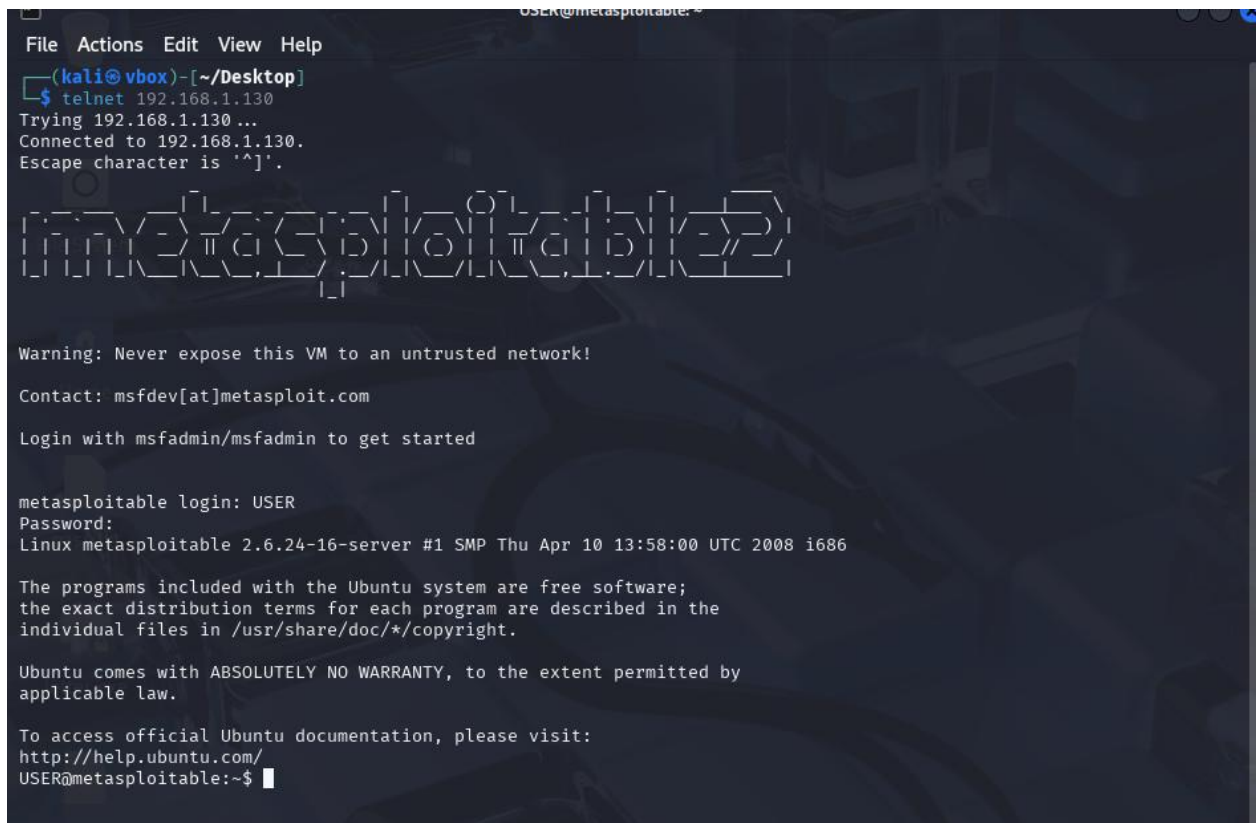 USER@metasploitable: ~
File Actions Edit View Help
(kali㉿vbox)-[~/Desktop]
$ telnet 192.168.1.130
Trying 192.168.1.130...
Connected to 192.168.1.130.
Escape character is '^]'.
metasploitable2
Warning: Never expose this VM to an untrusted network!
Contact: msfdev[at]metasploit.com
Login with msfadmin/msfadmin to get started
metasploitable login: USER
Password:
Linux metasploitable 2.6.24-16-server #1 SMP Thu Apr 10 13:58:00 UTC 2008 i686
The programs included with the Ubuntu system are free software;
the exact distribution terms for each program are described in the
individual files in /usr/share/doc/*/copyright.
Ubuntu comes with ABSOLUTELY NO WARRANTY, to the extent permitted by
applicable law.
To access official Ubuntu documentation, please visit:
http://help.ubuntu.com/
USER@metasploitable:~$